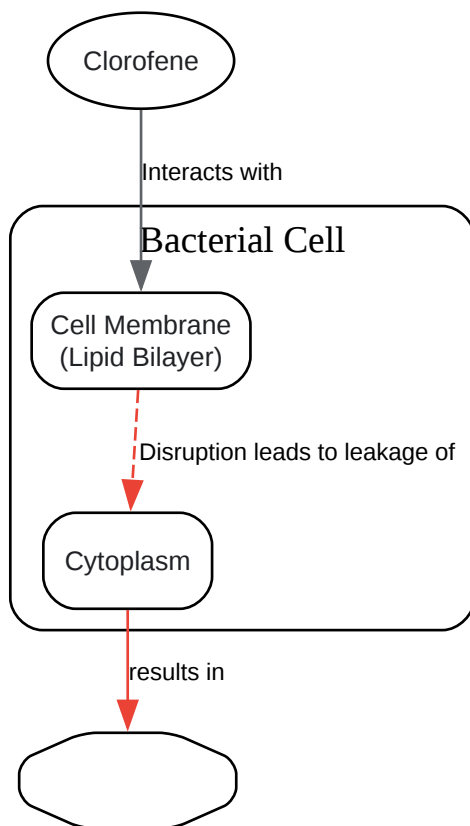 Clorofene
Interacts with
Bacterial Cell
Cell Membrane
(Lipid Bilayer)
Disruption leads to leakage of
Cytoplasm
results in